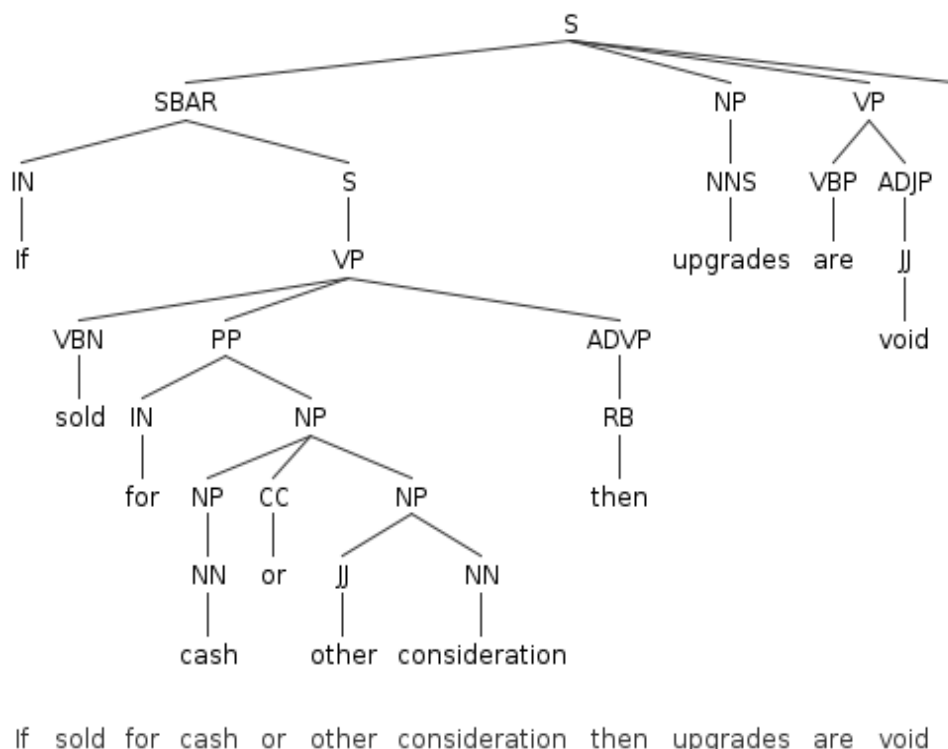 S
SBAR NP VP
IN S NNS VBP ADJP
If VP upgrades are JJ
VBN PP ADVP void
sold IN NP RB
for NP CC NP then
NN or JJ NN
cash other consideration
If sold for cash or other consideration then upgrades are void